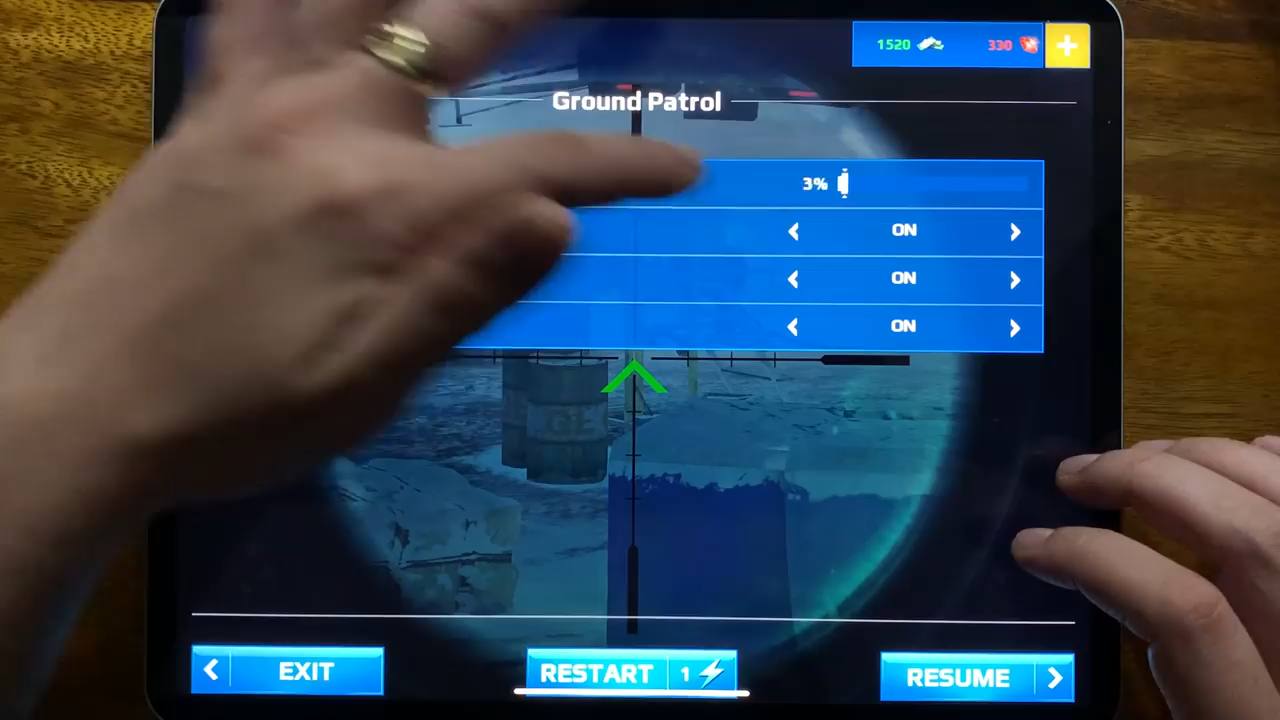 1520 330 +
Ground Patrol
3%
ON
ON
ON
EXIT
RESTART 1
RESUME